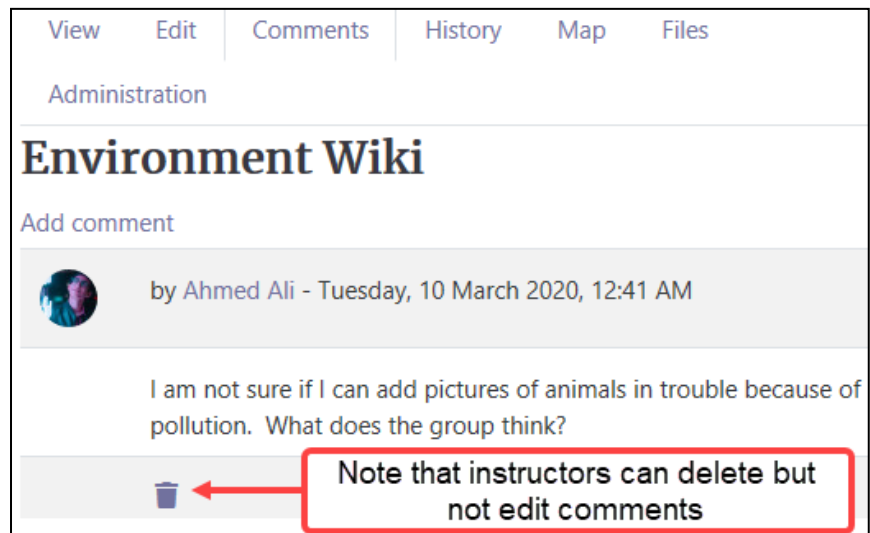 View Edit Comments History Map Files
Administration
Environment Wiki
Add comment
by Ahmed Ali - Tuesday, 10 March 2020, 12:41 AM
I am not sure if I can add pictures of animals in trouble because of
pollution.  What does the group think?
Note that instructors can delete but
not edit comments